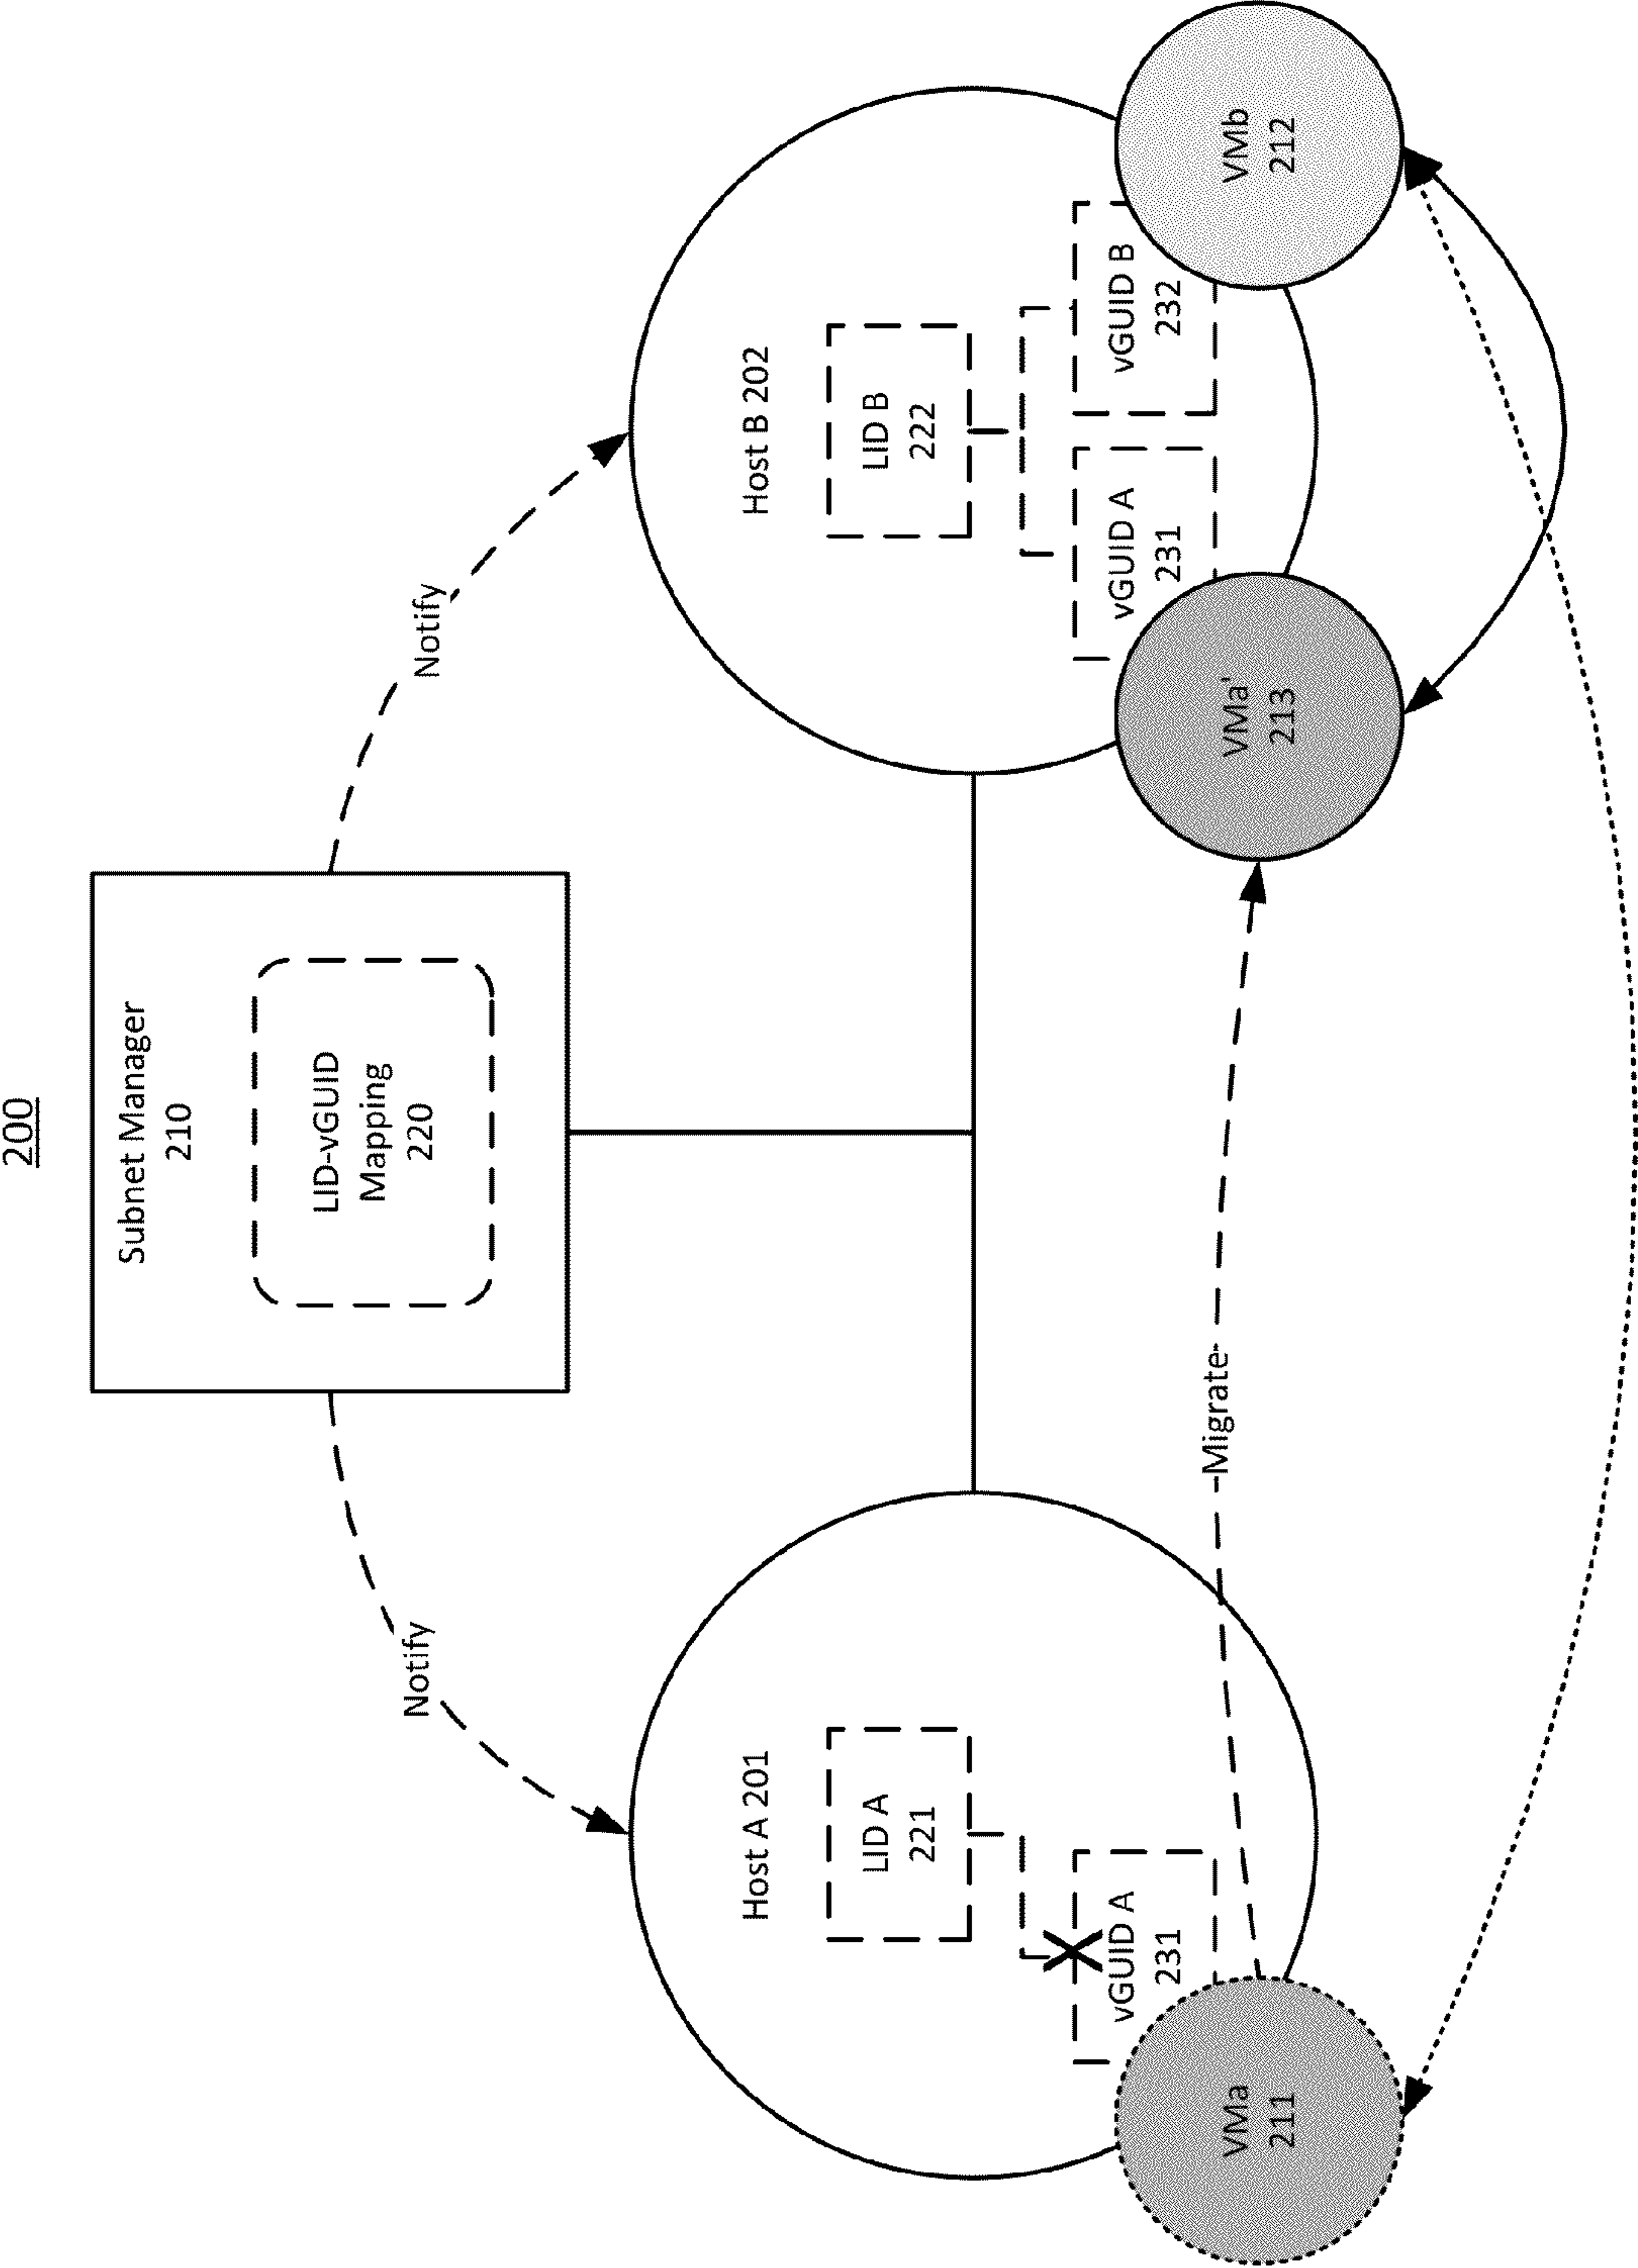 200
Subnet Manager
210
LID-vGUID
Mapping
220
Notify
Notify
Host A 201
LID A
221
vGUID A
231
VMa
211
Migrate
Host B 202
LID B
222
vGUID A
231
vGUID B
232
VMa'
213
VMb
212